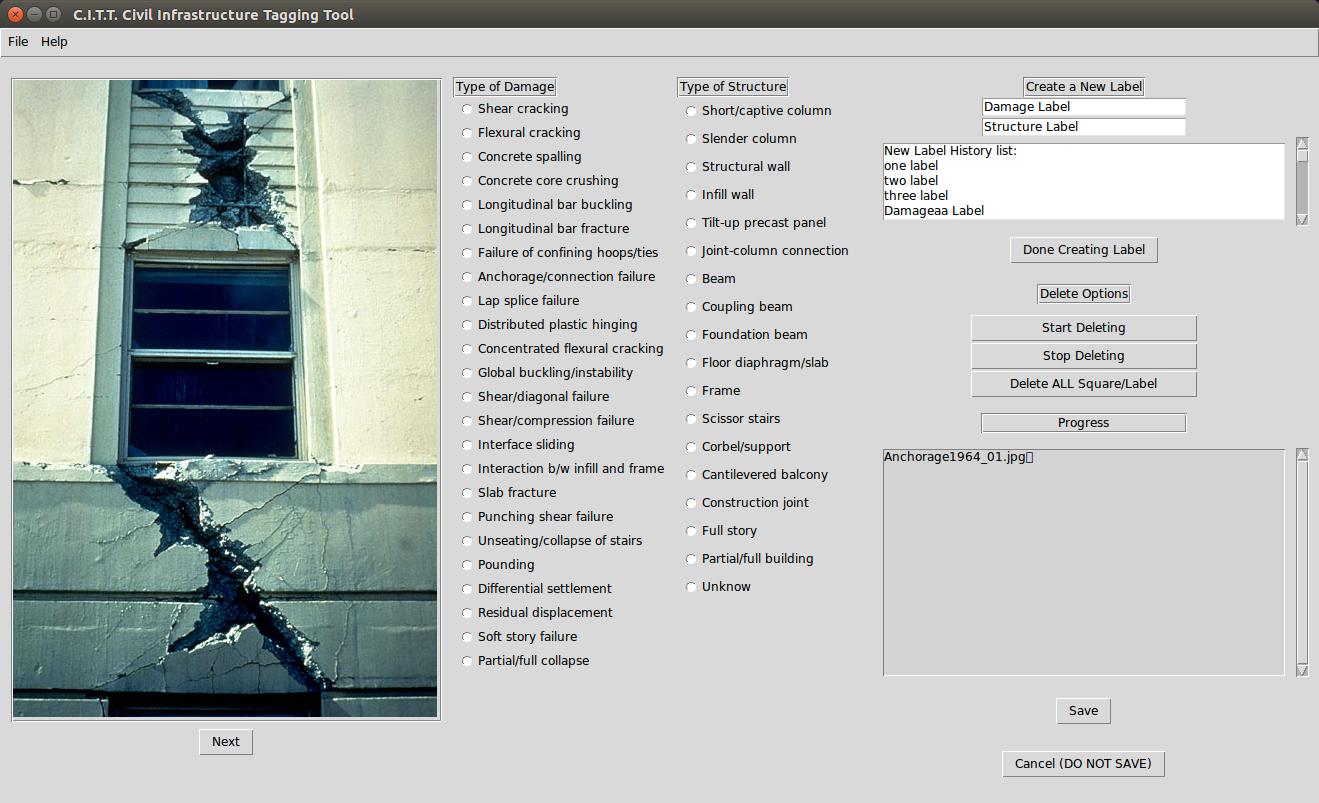 C.I.T.T. Civil Infrastructure Tagging Tool
File Help
Type of Damage
Shear cracking
Flexural cracking
Concrete spalling
Concrete core crushing
Longitudinal bar buckling
Longitudinal bar fracture
Failure of confining hoops/ties
Anchorage/connection failure
Lap splice failure
Distributed plastic hinging
Concentrated flexural cracking
Global buckling/instability
Shear/diagonal failure
Shear/compression failure
Interface sliding
Interaction b/w infill and frame
Slab fracture
Punching shear failure
Unseating/collapse of stairs
Pounding
Differential settlement
Residual displacement
Soft story failure
Partial/full collapse
Type of Structure
Short/captive column
Slender column
Structural wall
Infill wall
Tilt-up precast panel
Joint-column connection
Beam
Coupling beam
Foundation beam
Floor diaphragm/slab
Frame
Scissor stairs
Corbel/support
Cantilevered balcony
Construction joint
Full story
Partial/full building
Unknow
Create a New Label
Damage Label
Structure Label
New Label History list:
one label
two label
three label
Damageaa Label
Done Creating Label
Delete Options
Start Deleting
Stop Deleting
Delete ALL Square/Label
Progress
Anchorage1964_01.jpg
Save
Cancel (DO NOT SAVE)
Next